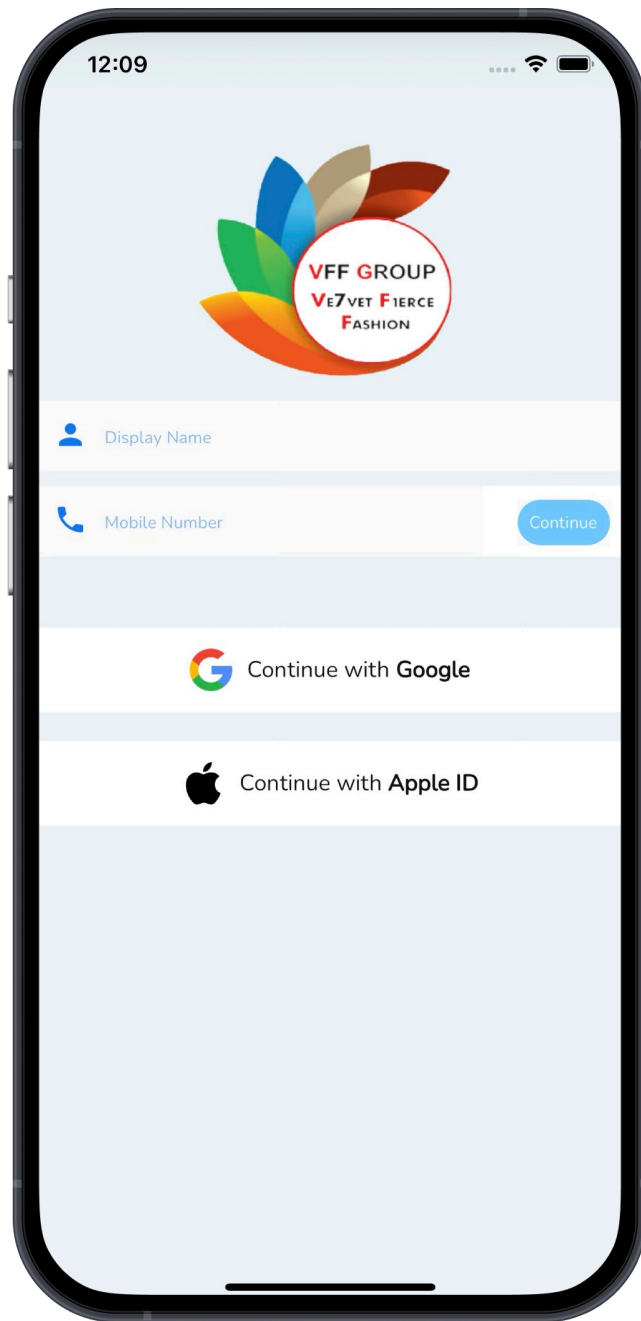 12:09
VFF GROUP
VE7VET F1ERCE
FASHION
Display Name
Mobile Number
Continue
Continue with Google
Continue with Apple ID